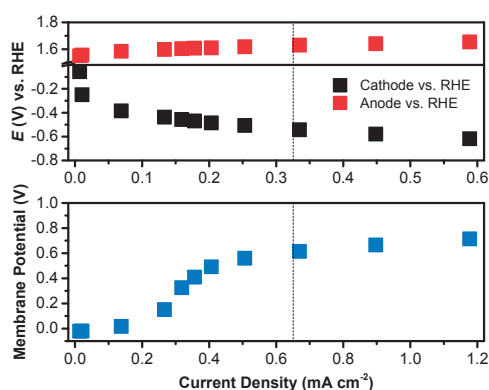 1.8
1.6
-0.2
-0.4
-0.6
-0.8
E (V) vs. RHE
Cathode vs. RHE
Anode vs. RHE
0.0 0.1 0.2 0.3 0.4 0.5 0.6
1.0
0.8
0.6
0.4
0.2
0.0
Membrane Potential (V)
0.0 0.2 0.4 0.6 0.8 1.0 1.2
Current Density (mA cm⁻²)